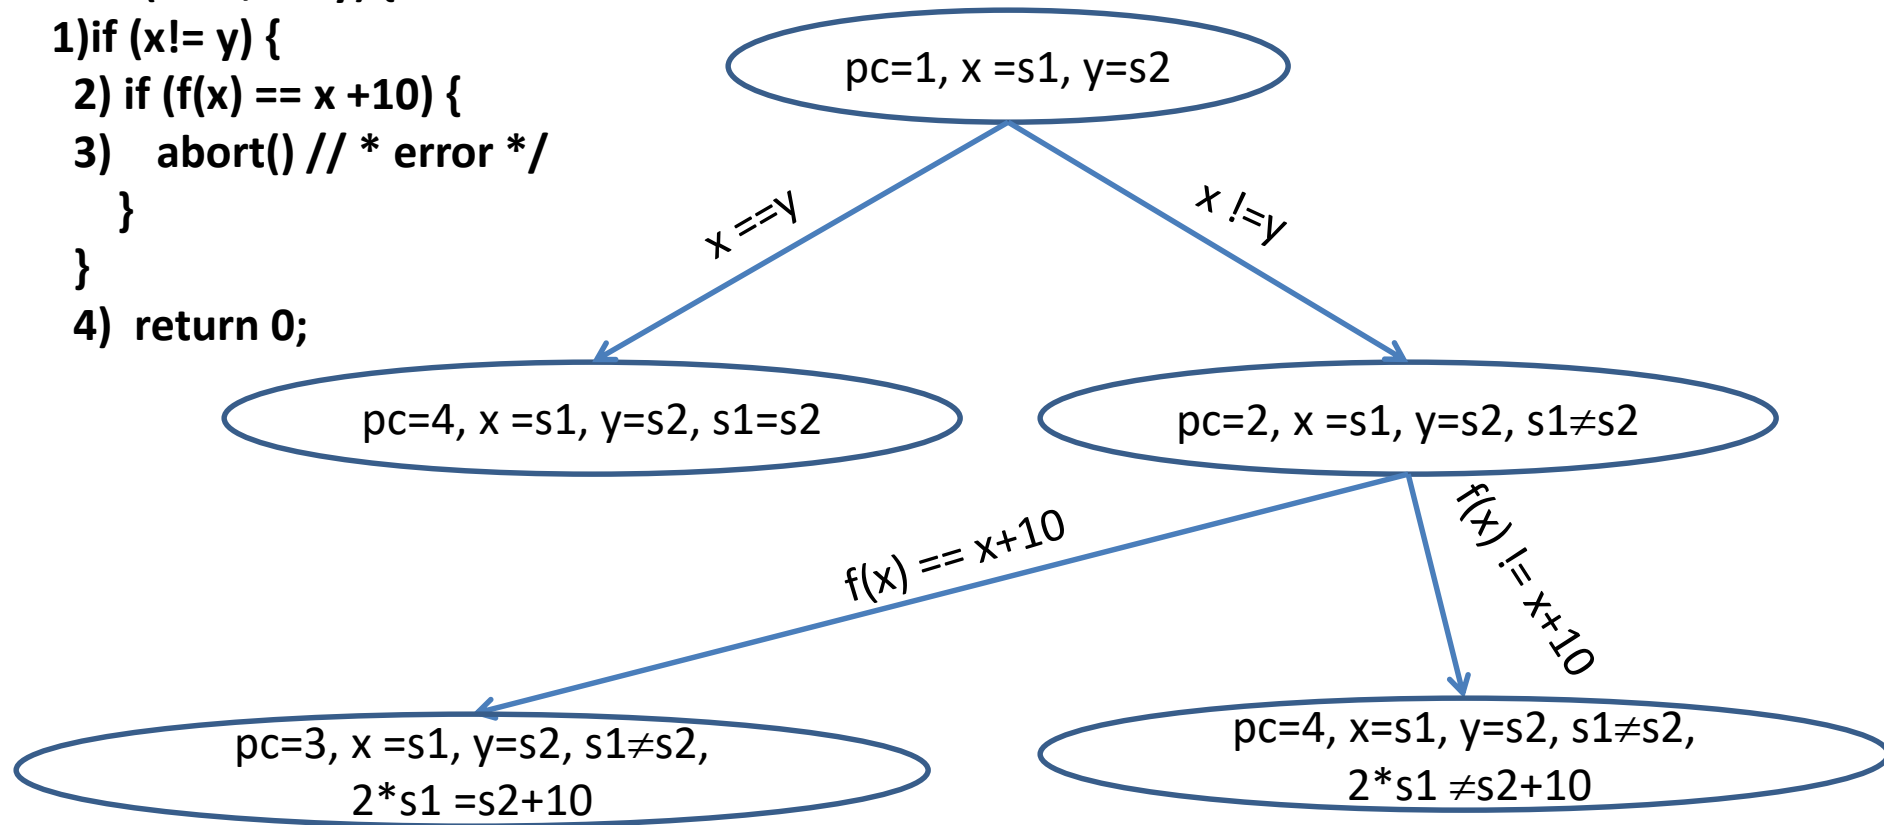 1)if (x!= y) {
2) if (f(x) == x +10) {
3) abort() // * error */
}
}
4) return 0;
pc=1, x =s1, y=s2
x ==y
x !=y
pc=4, x =s1, y=s2, s1=s2
pc=2, x =s1, y=s2, s1≠s2
f(x) == x+10
f(x) != x+10
pc=3, x =s1, y=s2, s1≠s2,
2*s1 =s2+10
pc=4, x=s1, y=s2, s1≠s2,
2*s1 ≠s2+10